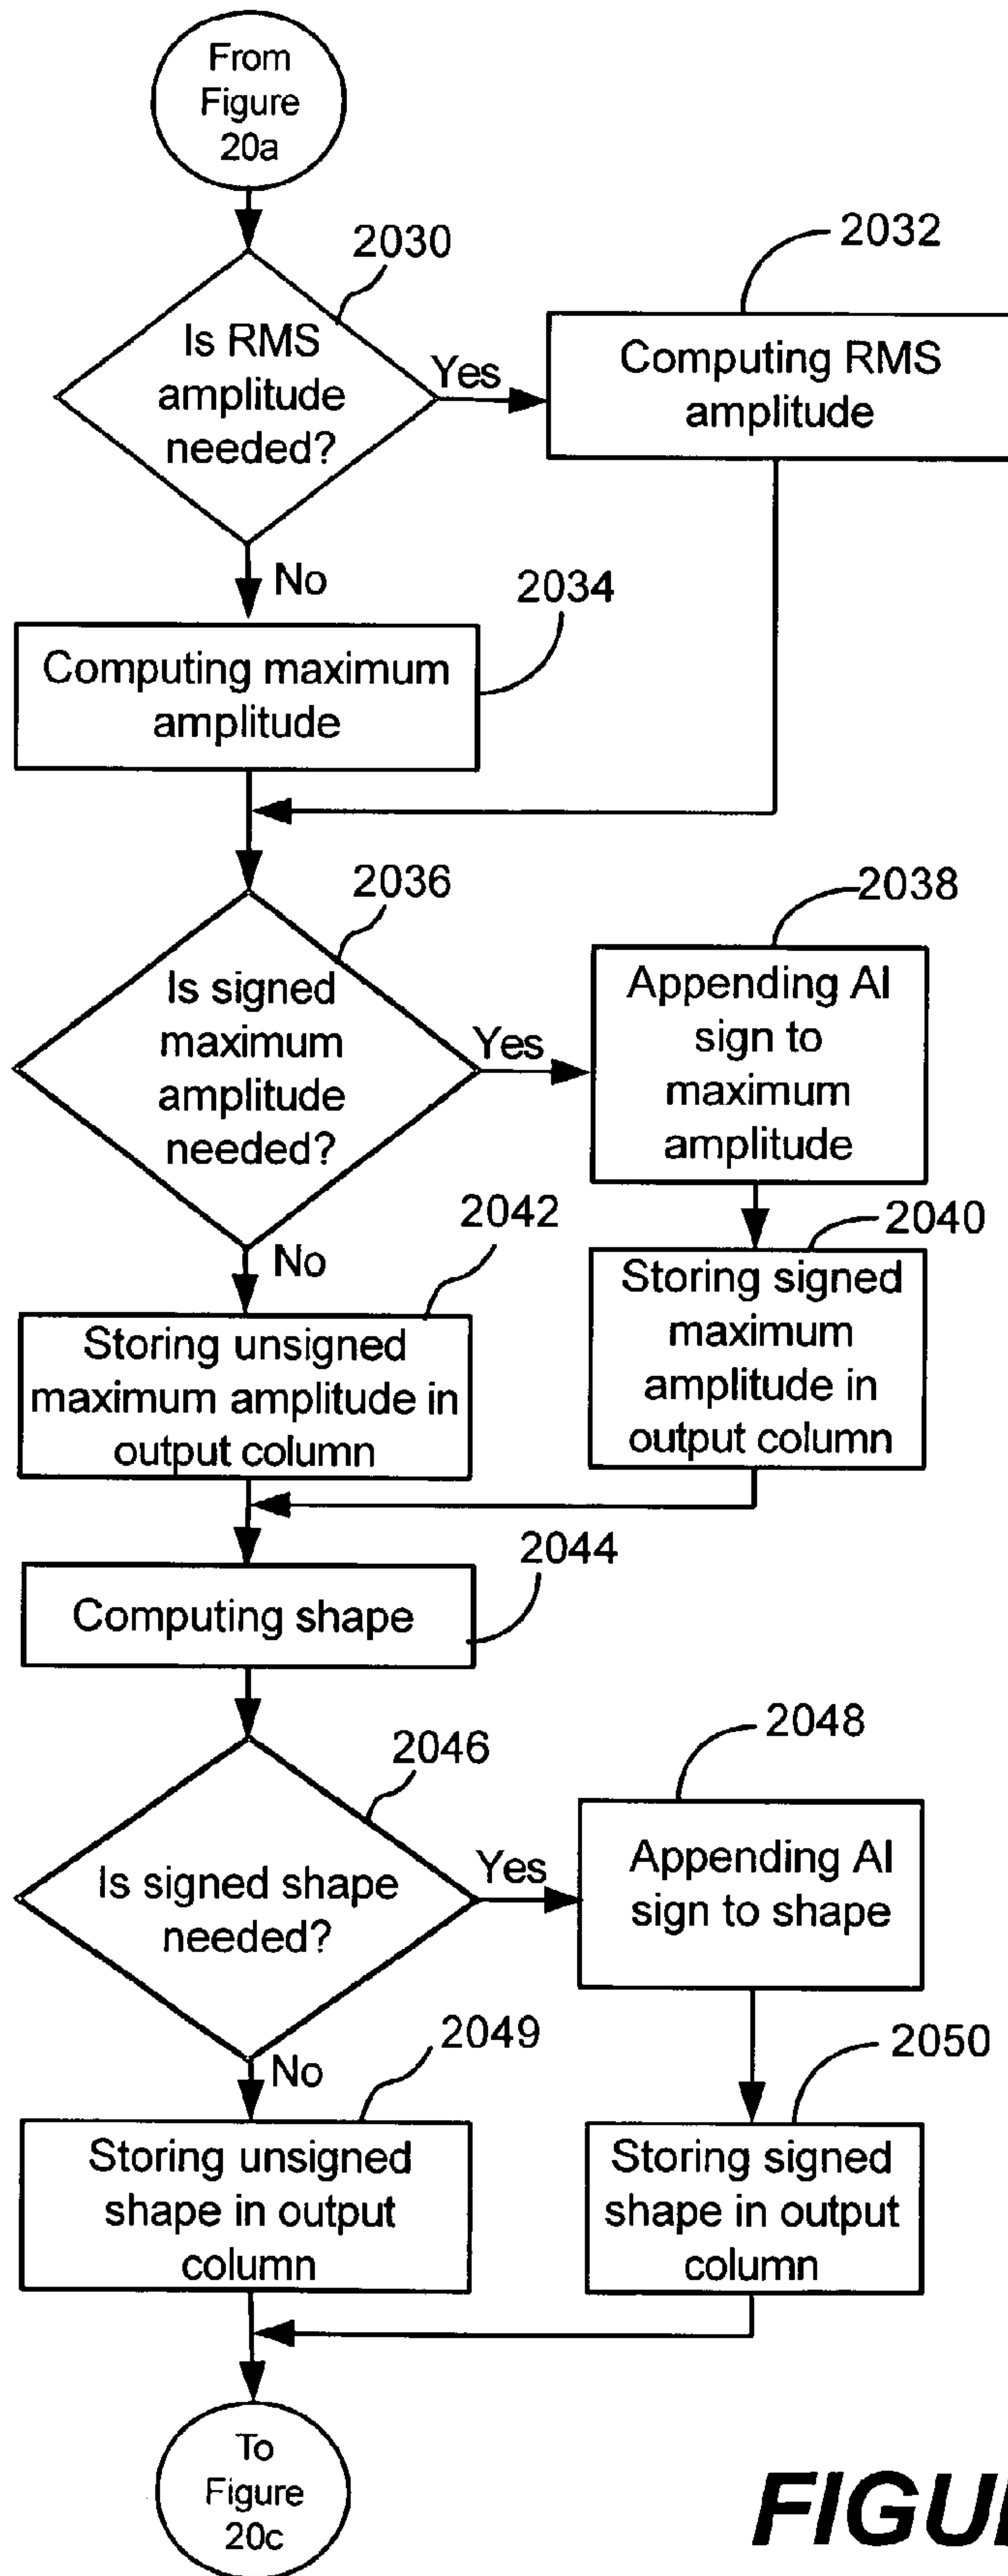 From
Figure
20a
2030
2032
Is RMS
amplitude
needed?
Yes
Computing RMS
amplitude
No
2034
Computing maximum
amplitude
2036
2038
Is signed
maximum
amplitude
needed?
Yes
Appending AI
sign to
maximum
amplitude
2042
2040
No
Storing unsigned
maximum amplitude in
output column
Storing signed
maximum
amplitude in
output column
2044
Computing shape
2046
2048
Is signed shape
needed?
Yes
Appending AI
sign to shape
2049
2050
No
Storing unsigned
shape in output
column
Storing signed
shape in output
column
To
Figure
20c